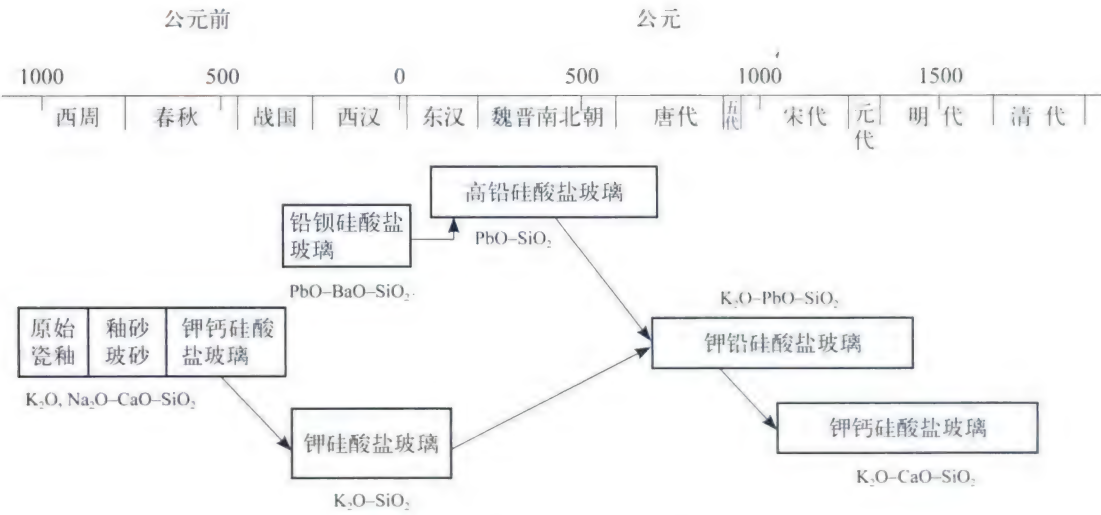 公元前 公元
1000 500 0 500 1000 1500
西周 春秋 战国 西汉 东汉 魏晋南北朝 唐代 五代 宋代 元代 明代 清代
高铅硅酸盐玻璃
PbO–SiO₂
铅钡硅酸盐
玻璃
PbO–BaO–SiO₂
K₂O–PbO–SiO₂
钾铅硅酸盐玻璃
原始
瓷釉
釉砂
玻砂
钾钙硅酸
盐玻璃
K₂O, Na₂O–CaO–SiO₂
钾钙硅酸盐玻璃
K₂O–CaO–SiO₂
钾硅酸盐玻璃
K₂O–SiO₂